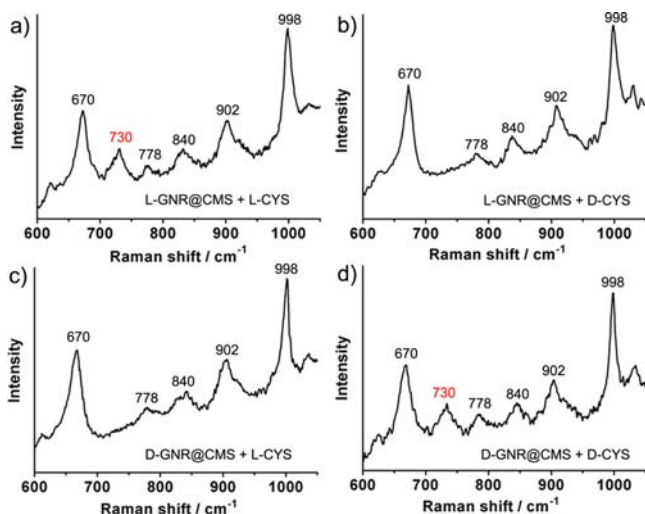 a)
Intensity
670
730
778
840
902
998
L-GNR@CMS + L-CYS
600 700 800 900 1000
Raman shift / cm-1
b)
Intensity
670
778
840
902
998
L-GNR@CMS + D-CYS
600 700 800 900 1000
Raman shift / cm-1
c)
Intensity
670
778
840
902
998
D-GNR@CMS + L-CYS
600 700 800 900 1000
Raman shift / cm-1
d)
Intensity
670
730
778
840
902
998
D-GNR@CMS + D-CYS
600 700 800 900 1000
Raman shift / cm-1